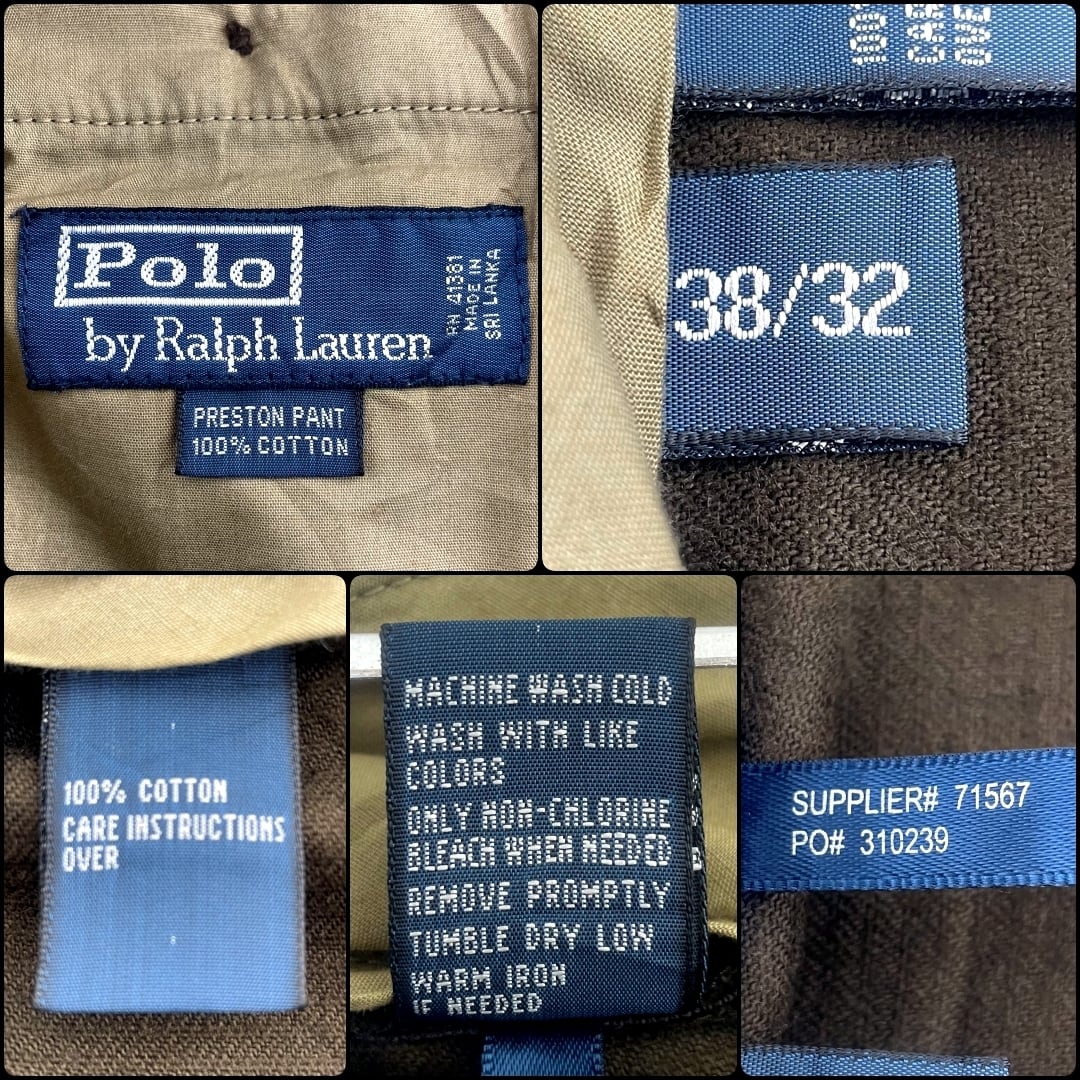 Polo
by Ralph Lauren
RN 41381
MADE IN
SRI LANKA
PRESTON PANT
100% COTTON
38/32
100% COTTON
CARE INSTRUCTIONS
OVER
MACHINE WASH COLD
WASH WITH LIKE
COLORS
ONLY NON-CHLORINE
BLEACH WHEN NEEDED
REMOVE PROMPTLY
TUMBLE DRY LOW
WARM IRON
IF NEEDED
SUPPLIER# 71567
PO# 310239